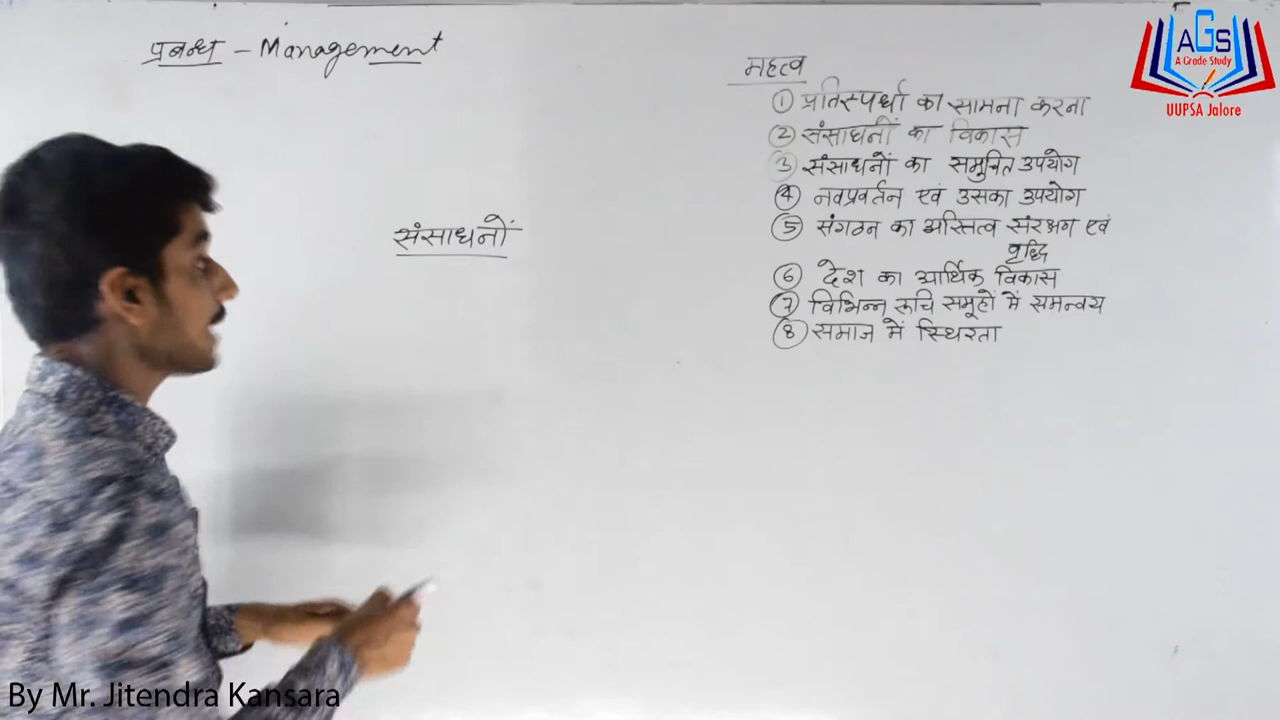 प्रबन्ध – Management
संसाधनों
महत्व
① प्रतिस्पर्धा का सामना करना
② संसाधनों का विकास
③ संसाधनों का समुचित उपयोग
④ नवप्रवर्तन एवं उसका उपयोग
⑤ संगठन का अस्तित्व संरक्षण एवं
वृद्धि
⑥ देश का आर्थिक विकास
⑦ विभिन्न रूचि समूहों में समन्वय
⑧ समाज में स्थिरता
AGS
A Grade Study
UUPSA Jalore
By Mr. Jitendra Kansara